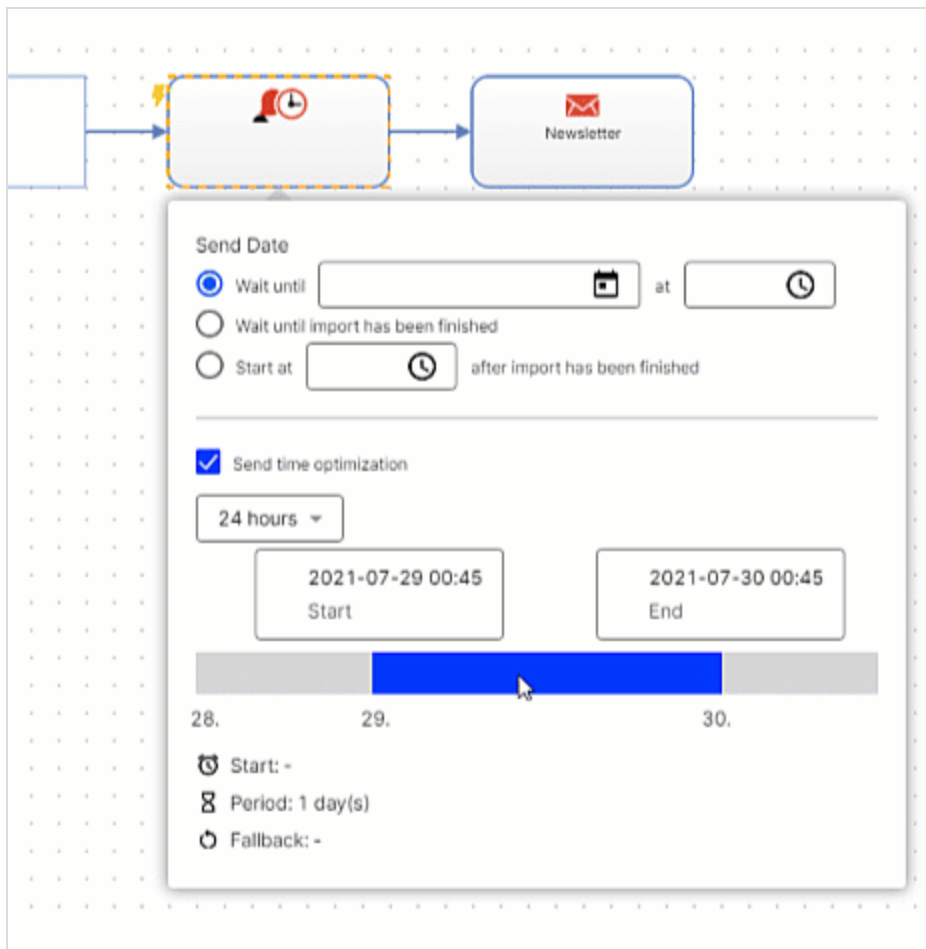 Newsletter
Send Date
Wait until at
Wait until import has been finished
Start at after import has been finished
Send time optimization
24 hours
2021-07-29 00:45 2021-07-30 00:45
Start End
28. 29. 30.
Start: -
Period: 1 day(s)
Fallback: -